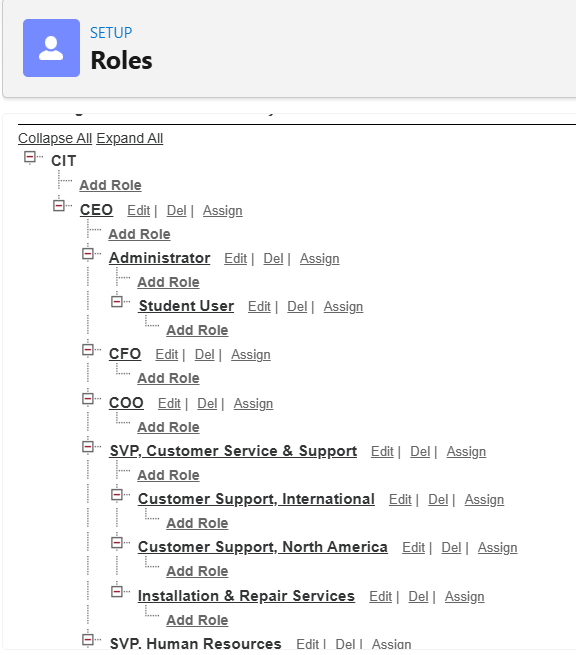 SETUP
Roles
Collapse All Expand All
CIT
Add Role
CEO Edit | Del | Assign
Add Role
Administrator Edit | Del | Assign
Add Role
Student User Edit | Del | Assign
Add Role
CFO Edit | Del | Assign
Add Role
COO Edit | Del | Assign
Add Role
SVP, Customer Service & Support Edit | Del | Assign
Add Role
Customer Support, International Edit | Del | Assign
Add Role
Customer Support, North America Edit | Del | Assign
Add Role
Installation & Repair Services Edit | Del | Assign
Add Role
SVP, Human Resources Edit | Del | Assign